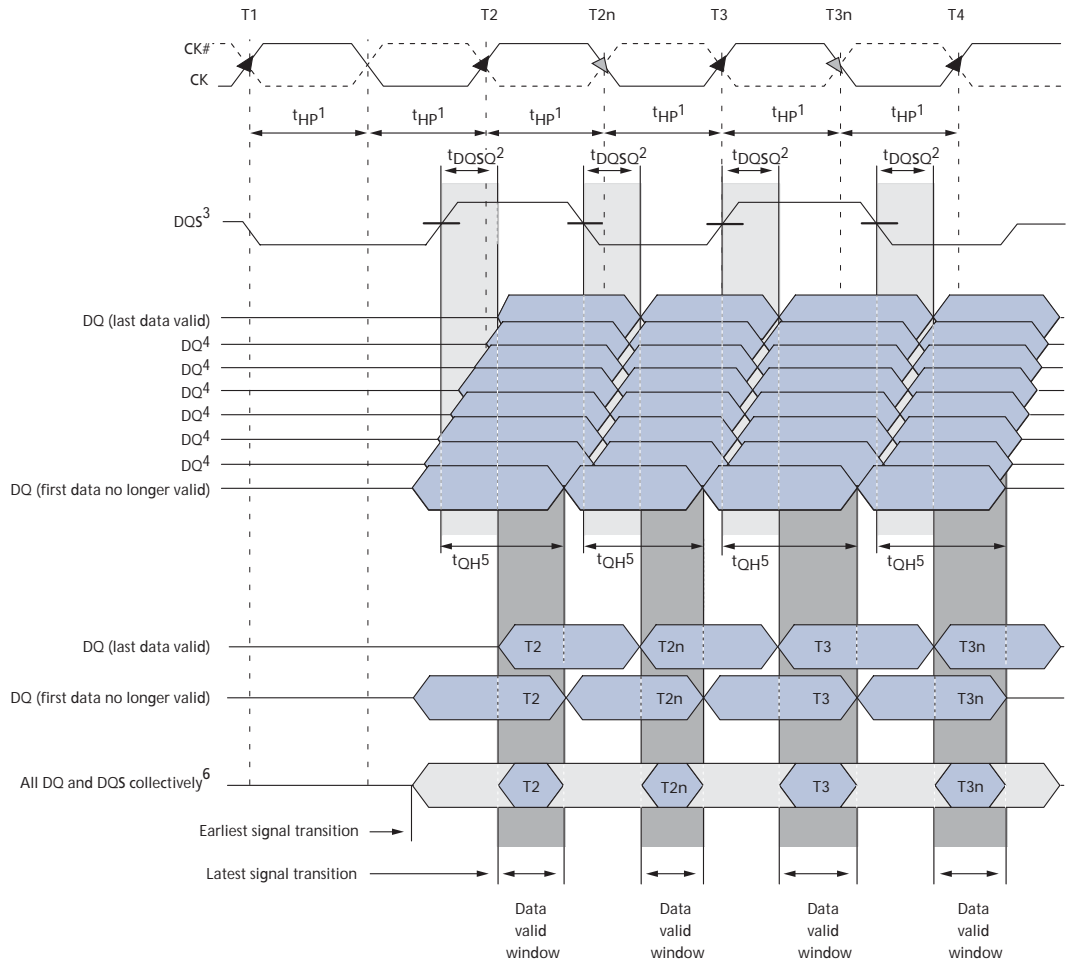 T1 T2 T2n T3 T3n T4
CK#
CK
tHP1 tHP1 tHP1 tHP1 tHP1 tHP1
tDQSQ2 tDQSQ2 tDQSQ2 tDQSQ2
DQS3
DQ (last data valid)
DQ4
DQ4
DQ4
DQ4
DQ4
DQ4
DQ (first data no longer valid)
tQH5 tQH5 tQH5 tQH5
DQ (last data valid) T2 T2n T3 T3n
DQ (first data no longer valid) T2 T2n T3 T3n
All DQ and DQS collectively6 T2 T2n T3 T3n
Earliest signal transition
Latest signal transition
Data valid window
Data valid window
Data valid window
Data valid window